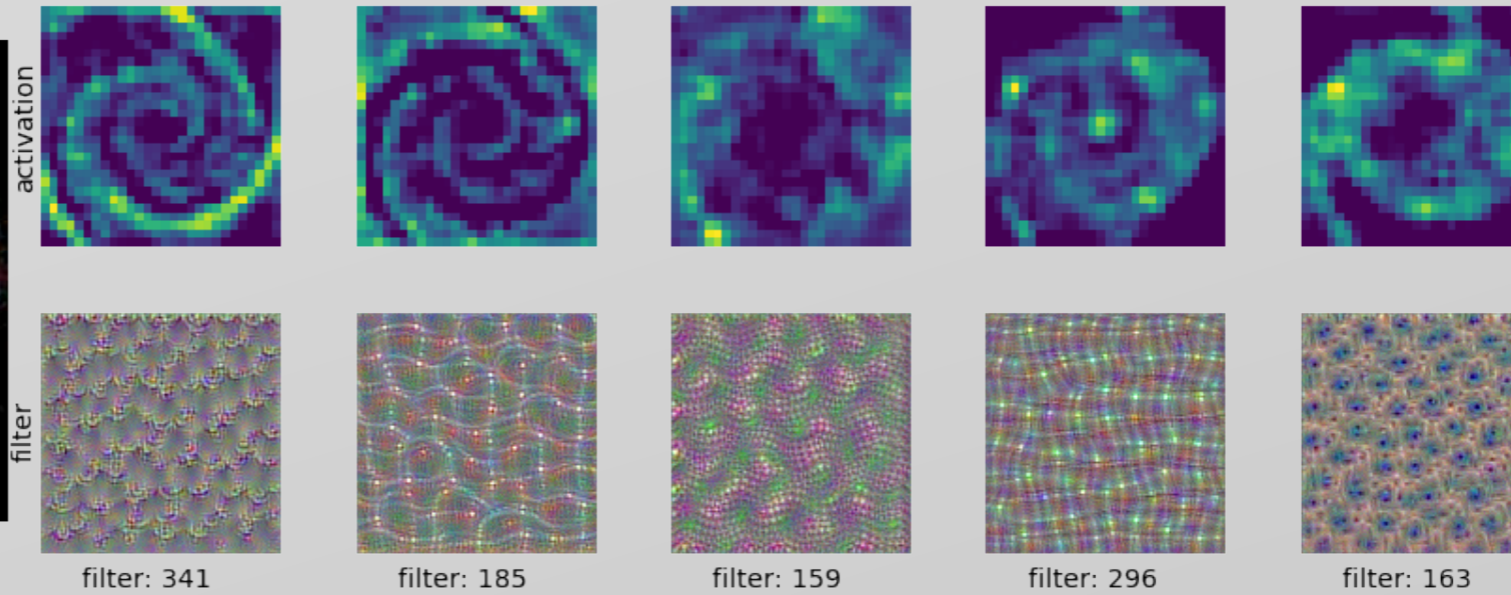 activation
filter
filter: 341
filter: 185
filter: 159
filter: 296
filter: 163